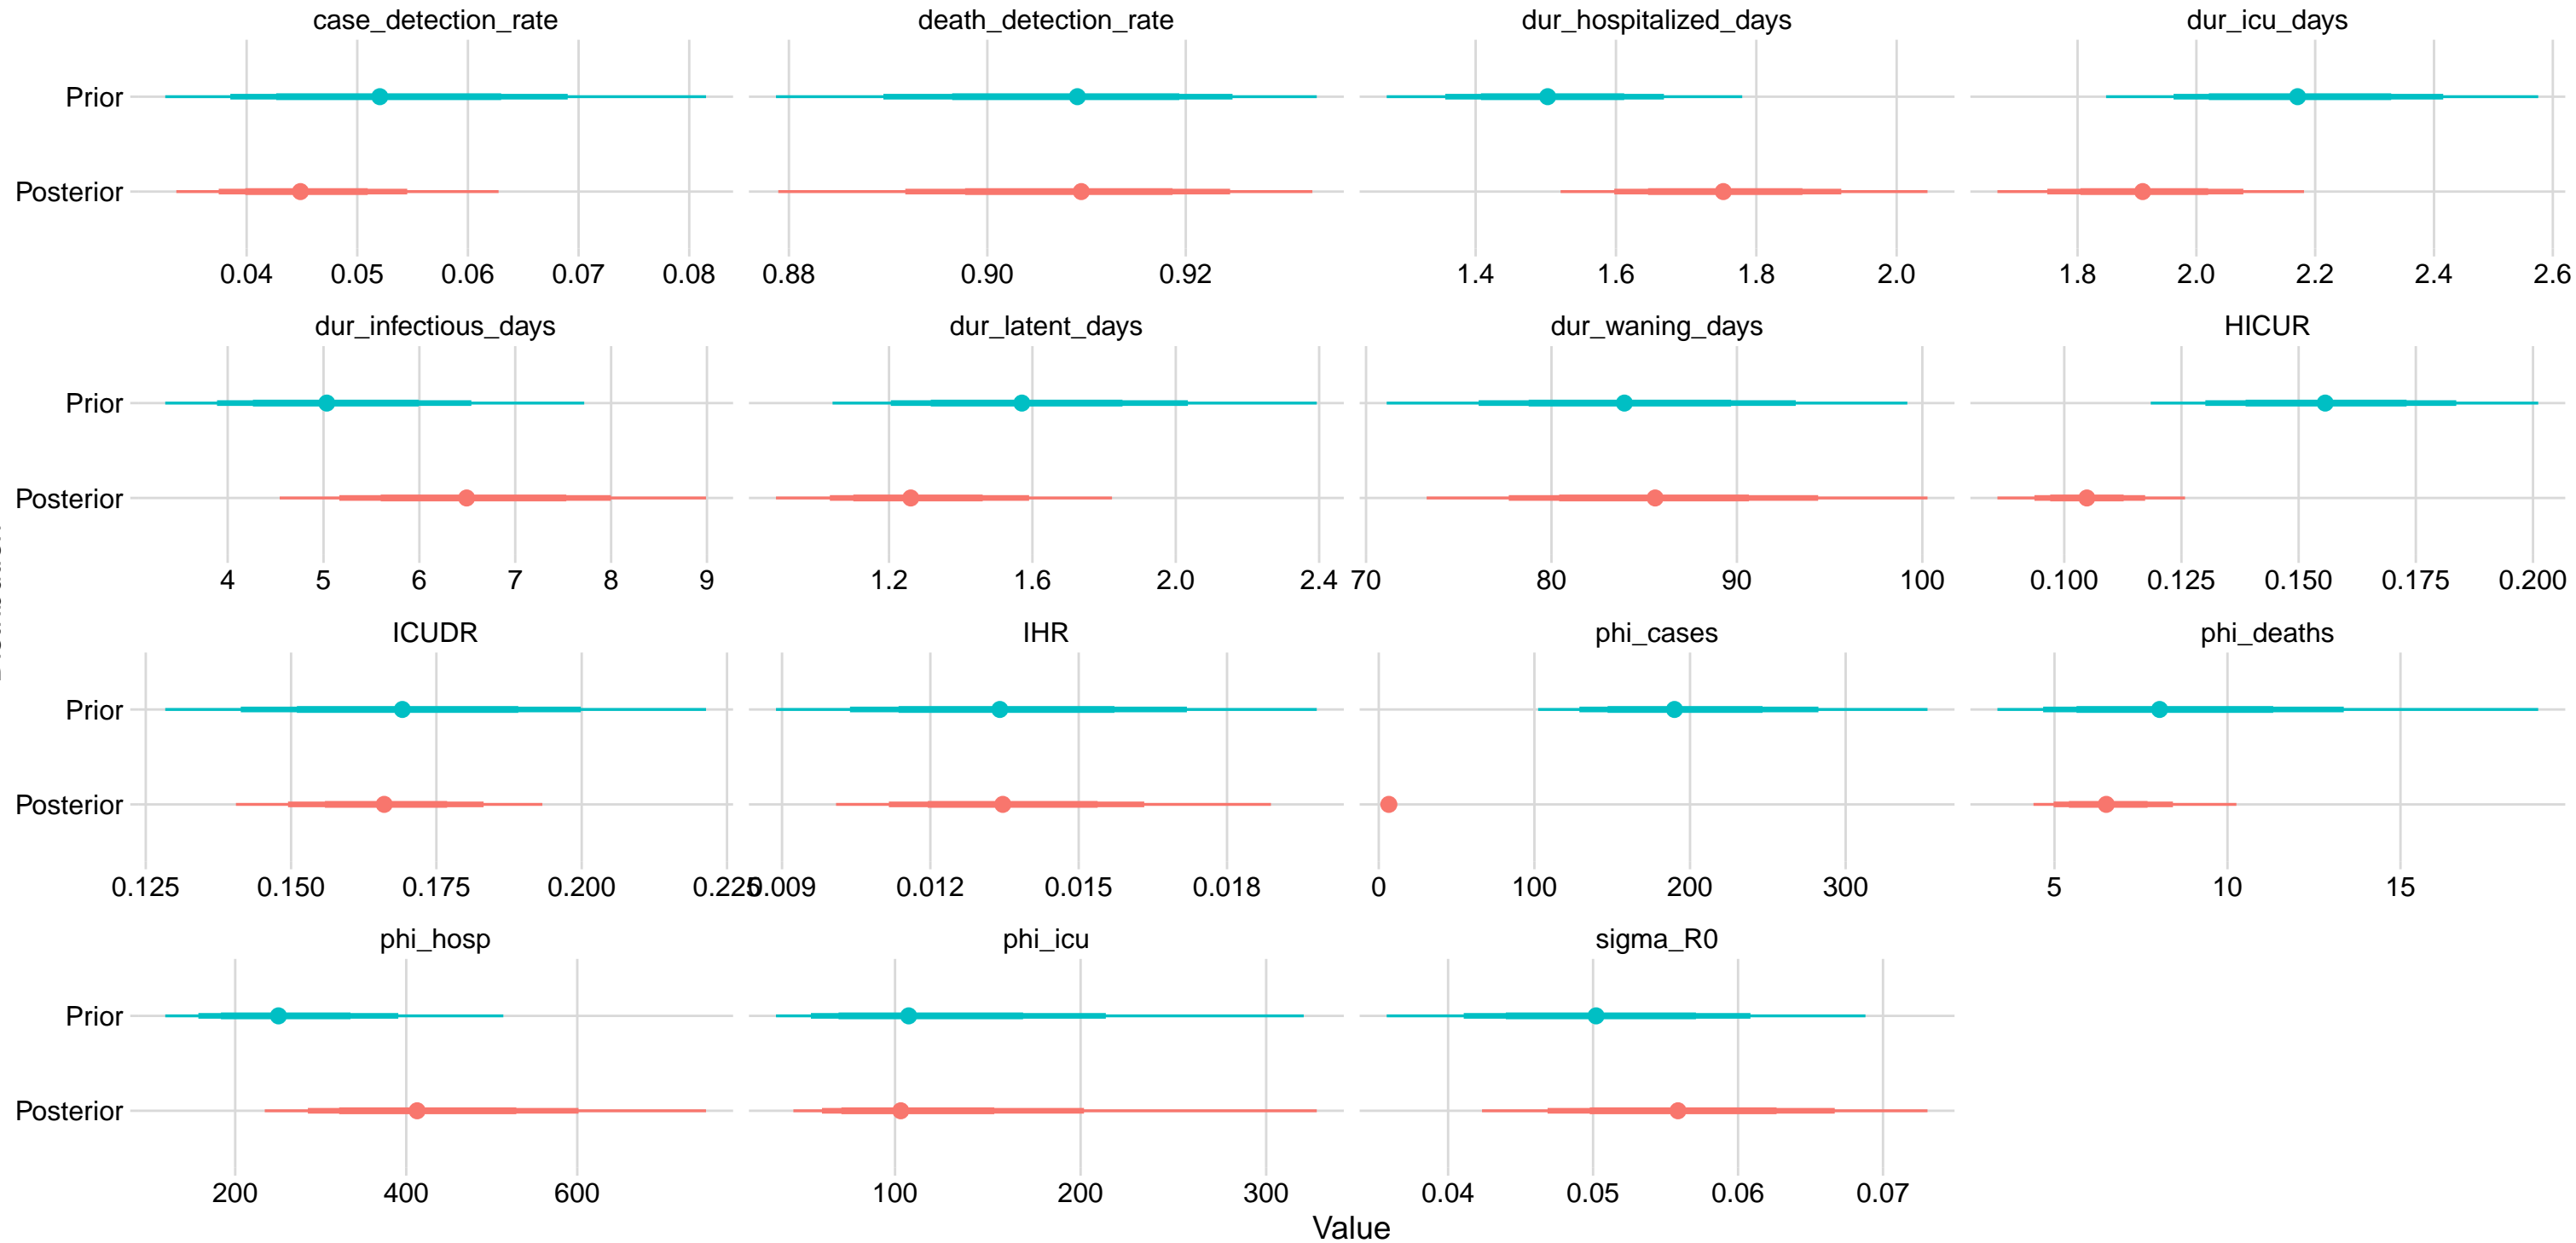 case_detection_rate death_detection_rate dur_hospitalized_days dur_icu_days
Prior
Posterior
0.04 0.05 0.06 0.07 0.08 0.88 0.90 0.92 1.4 1.6 1.8 2.0 1.8 2.0 2.2 2.4 2.6
dur_infectious_days dur_latent_days dur_waning_days HICUR
Prior
Posterior
4 5 6 7 8 9 1.2 1.6 2.0 2.4 70 80 90 100 0.100 0.125 0.150 0.175 0.200
ICUDR IHR phi_cases phi_deaths
Prior
Posterior
0.125 0.150 0.175 0.200 0.225 0.009 0.012 0.015 0.018 0 100 200 300 5 10 15
phi_hosp phi_icu sigma_R0
Prior
Posterior
200 400 600 100 200 300 0.04 0.05 0.06 0.07
Value